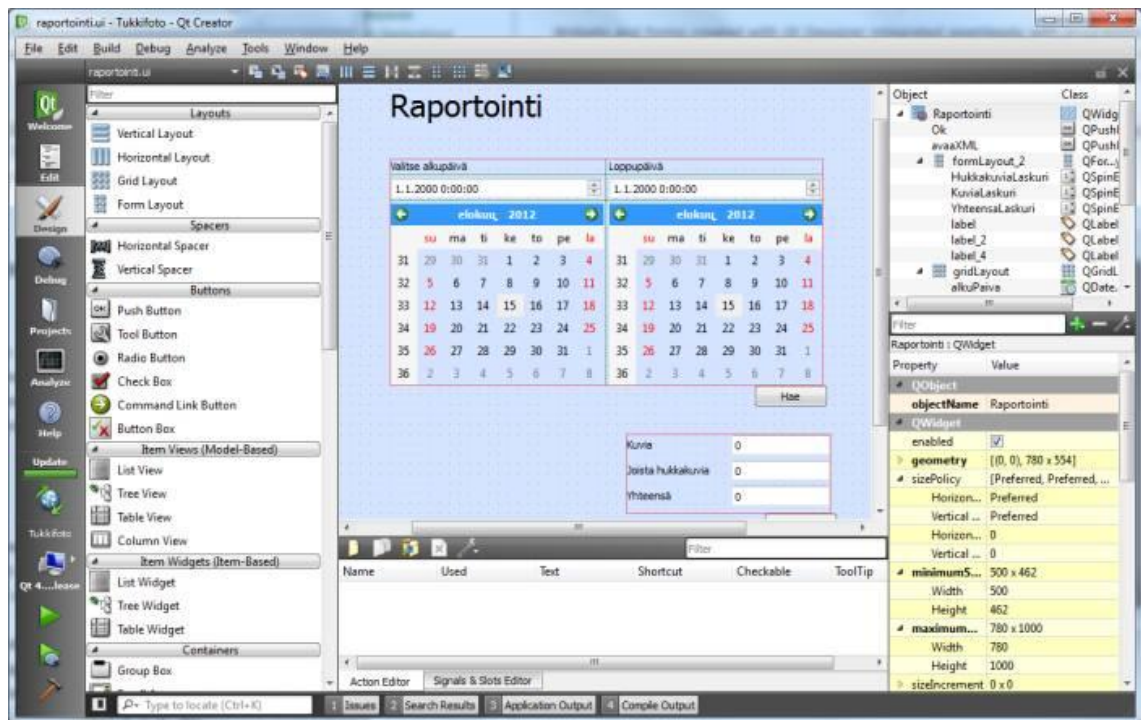 raportointi.ui - Tukkifoto - Qt Creator
File Edit Build Debug Analyze Tools Window Help
raportointi.ui
Welcome
Edit
Design
Debug
Projects
Analyze
Help
Update
Tukkifoto
Qt 4....lease
Filter
Layouts
Vertical Layout
Horizontal Layout
Grid Layout
Form Layout
Spacers
Horizontal Spacer
Vertical Spacer
Buttons
Push Button
Tool Button
Radio Button
Check Box
Command Link Button
Button Box
Item Views (Model-Based)
List View
Tree View
Table View
Column View
Item Widgets (Item-Based)
List Widget
Tree Widget
Table Widget
Containers
Group Box
Raportointi
Valitse alkupäivä Loppupäivä
1.1.2000 0:00:00 1.1.2000 0:00:00
elokuu, 2012 elokuu, 2012
su ma ti ke to pe la su ma ti ke to pe la
31 29 30 31 1 2 3 4 31 29 30 31 1 2 3 4
32 5 6 7 8 9 10 11 32 5 6 7 8 9 10 11
33 12 13 14 15 16 17 18 33 12 13 14 15 16 17 18
34 19 20 21 22 23 24 25 34 19 20 21 22 23 24 25
35 26 27 28 29 30 31 1 35 26 27 28 29 30 31 1
36 2 3 4 5 6 7 8 36 2 3 4 5 6 7 8
Hae
Kuvia 0
Joista hukkakuvia 0
Yhteensä 0
Filter
Name Used Text Shortcut Checkable ToolTip
Action Editor Signals & Slots Editor
Object Class
Raportointi QWidg
Ok QPushl
avaaXML QPushl
formLayout_2 QFor...
HukkakuviaLaskuri QSpinE
KuviaLaskuri QSpinE
YhteensaLaskuri QSpinE
label QLabel
label_2 QLabel
label_4 QLabel
gridLayout QGridL
alkuPaiva QDate.
Filter
Raportointi : QWidget
Property Value
QObject
objectName Raportointi
QWidget
enabled
geometry [(0, 0), 780 x 554]
sizePolicy [Preferred, Preferred, ...
Horizon... Preferred
Vertical ... Preferred
Horizon... 0
Vertical ... 0
minimumS... 500 x 462
Width 500
Height 462
maximum... 780 x 1000
Width 780
Height 1000
sizeIncrement 0 x 0
Type to locate (Ctrl+K) 1 Issues 2 Search Results 3 Application Output 4 Compile Output